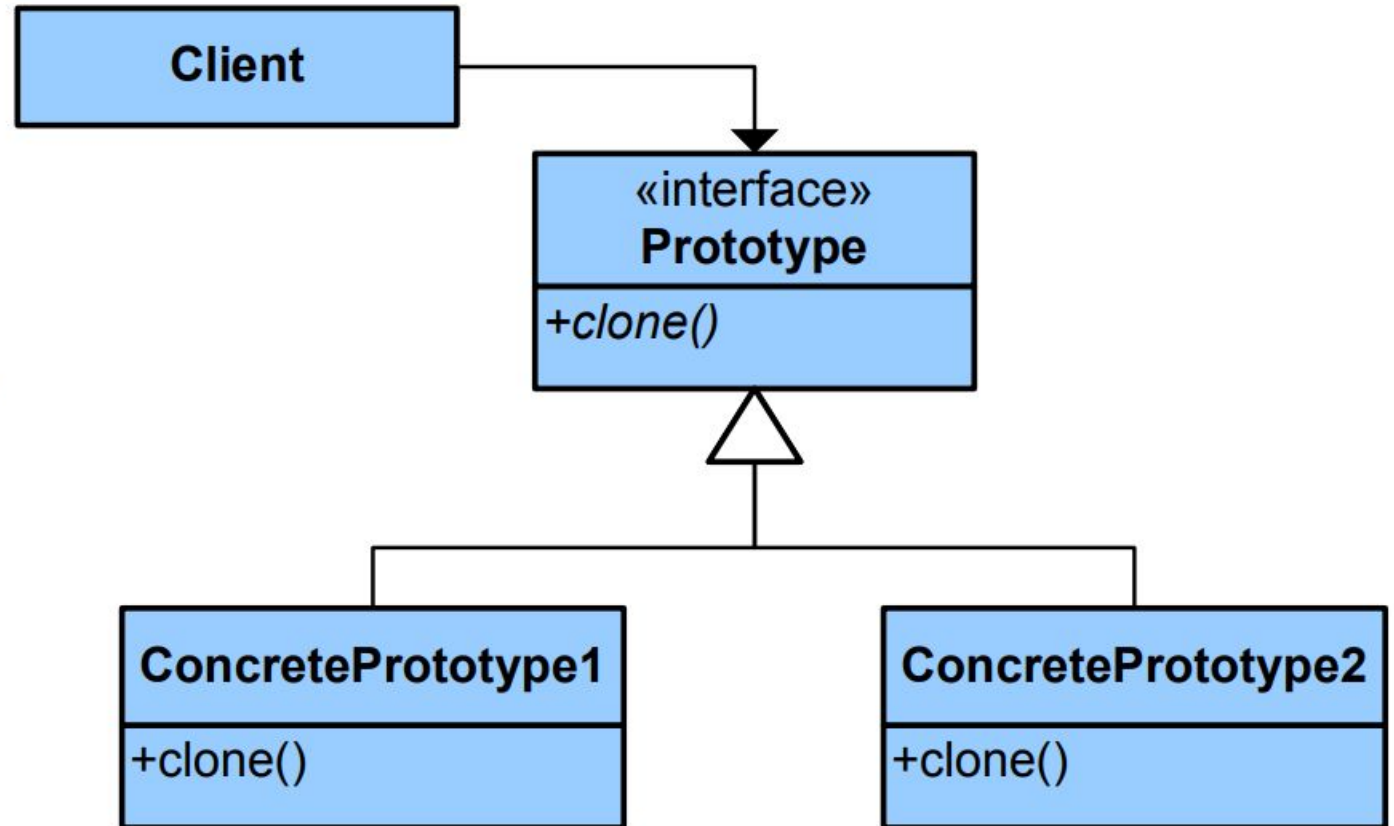 Client
«interface»
Prototype
+clone()
ConcretePrototype1
+clone()
ConcretePrototype2
+clone()